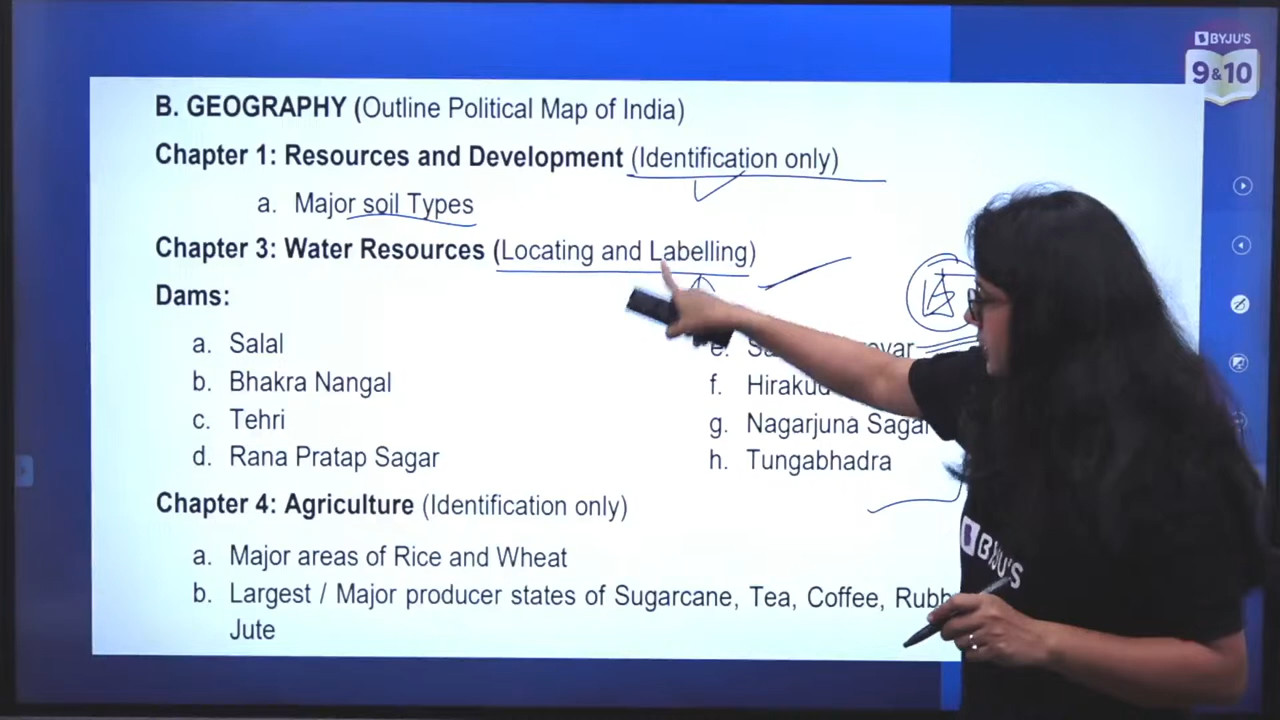 BYJU'S
9&10
B. GEOGRAPHY (Outline Political Map of India)
Chapter 1: Resources and Development (Identification only)
a. Major soil Types
Chapter 3: Water Resources (Locating and Labelling)
Dams:
a. Salal
b. Bhakra Nangal
c. Tehri
d. Rana Pratap Sagar
e.
f.
g. Nagarjuna Sagar
h. Tungabhadra
Chapter 4: Agriculture (Identification only)
a. Major areas of Rice and Wheat
b. Largest / Major producer states of Sugarcane, Tea, Coffee,
Jute
BYJU'S